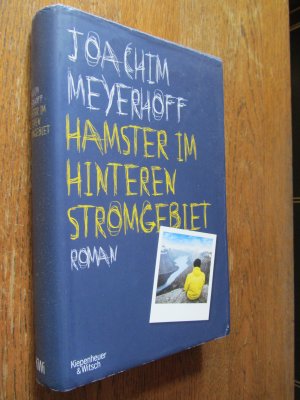 JOACHIM
MEYERHOFF
HAMSTER IM
HINTEREN
STROMGEBIET
ROMAN
Kiepenheuer
& Witsch